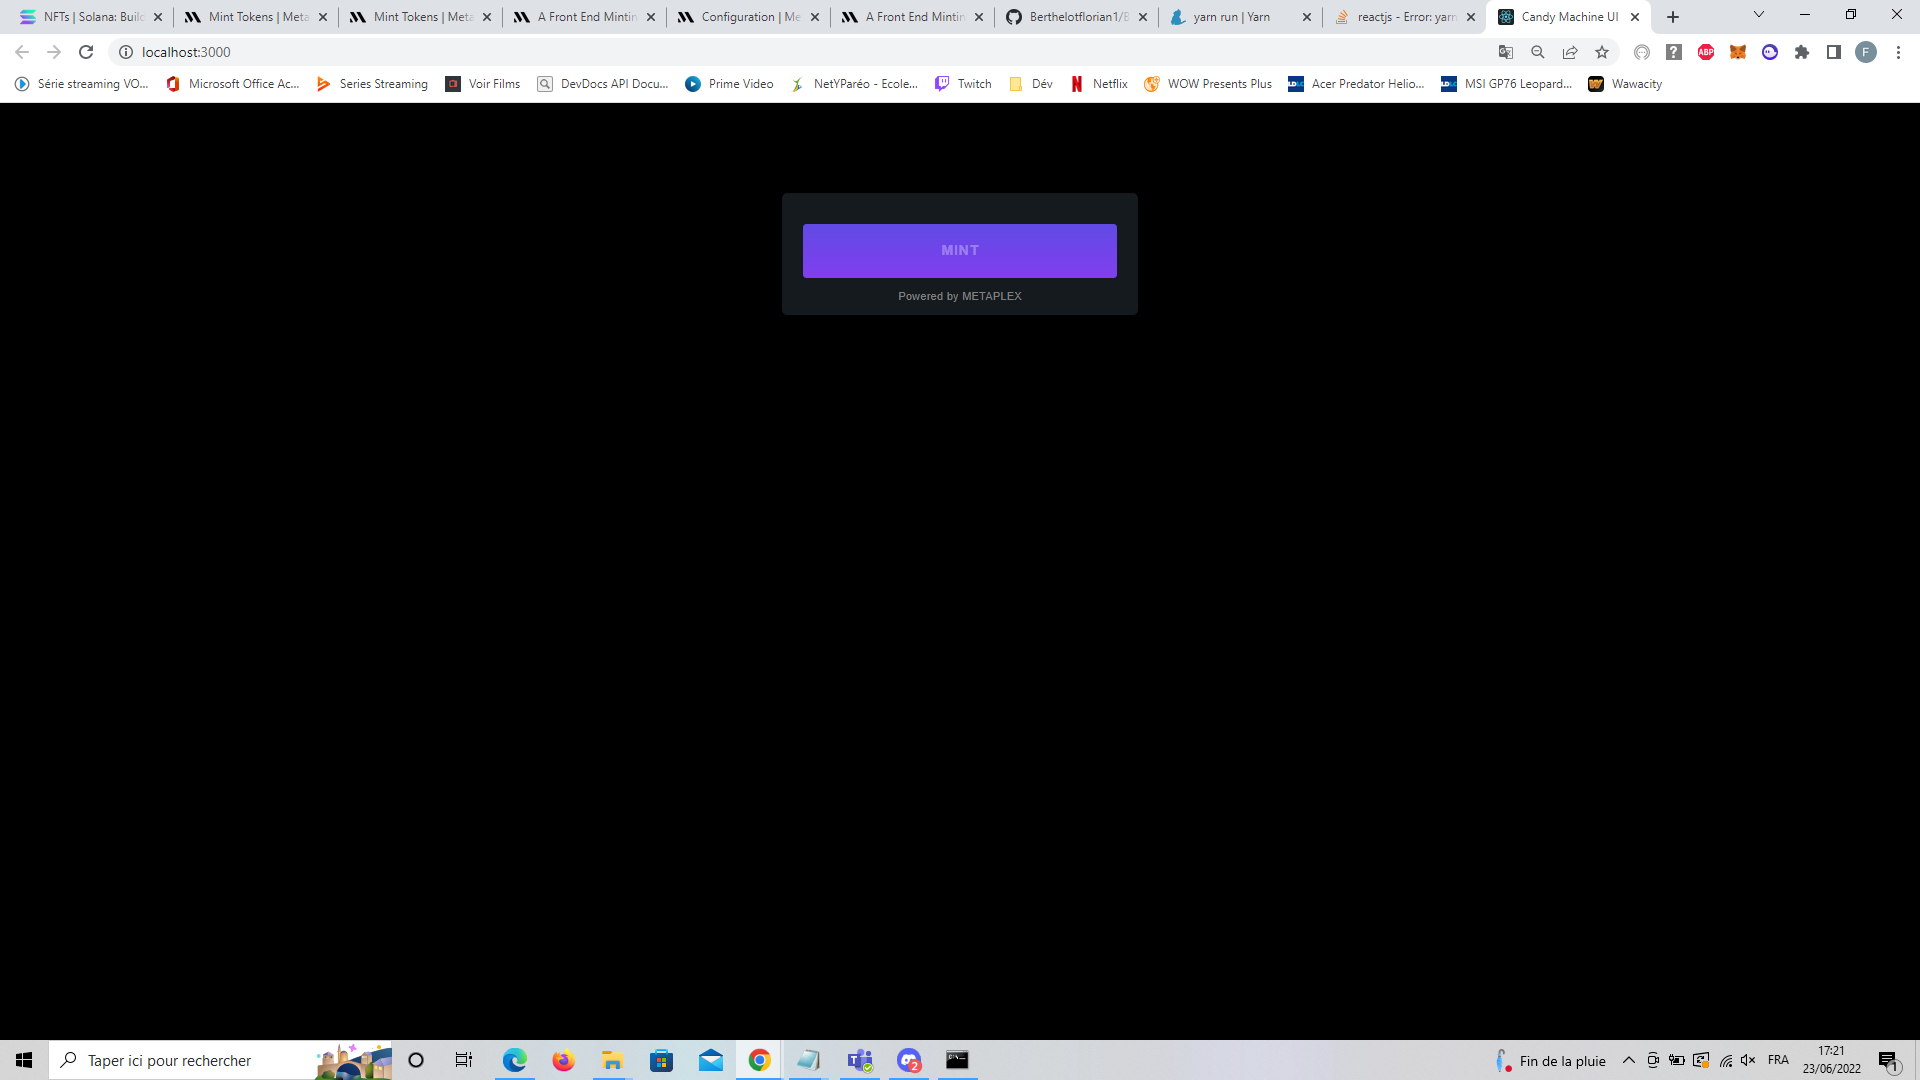 NFTs | Solana: Build
Mint Tokens | Meta
Mint Tokens | Meta
A Front End Mintin
Configuration | Me
A Front End Mintin
Berthelotflorian1/B
yarn run | Yarn
reactjs - Error: yarn
Candy Machine UI
localhost:3000
ABP
F
Série streaming VO...
Microsoft Office Ac...
Series Streaming
Voir Films
DevDocs API Docu...
Prime Video
NetYParéo - Ecole...
Twitch
Dév
Netflix
WOW Presents Plus
Acer Predator Helio...
MSI GP76 Leopard...
Wawacity
MINT
Powered by METAPLEX
Taper ici pour rechercher
2
Fin de la pluie
FRA
17:21
23/06/2022
1